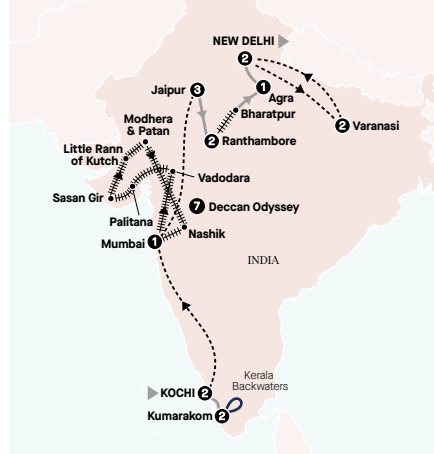 NEW DELHI
2
Jaipur 3
1
Agra
Bharatpur
2 Varanasi
Modhera
& Patan
2 Ranthambore
Little Rann
of Kutch
Vadodara
Sasan Gir
7 Deccan Odyssey
Palitana
Nashik
Mumbai 1
INDIA
Kerala
Backwaters
KOCHI 2
Kumarakom 2